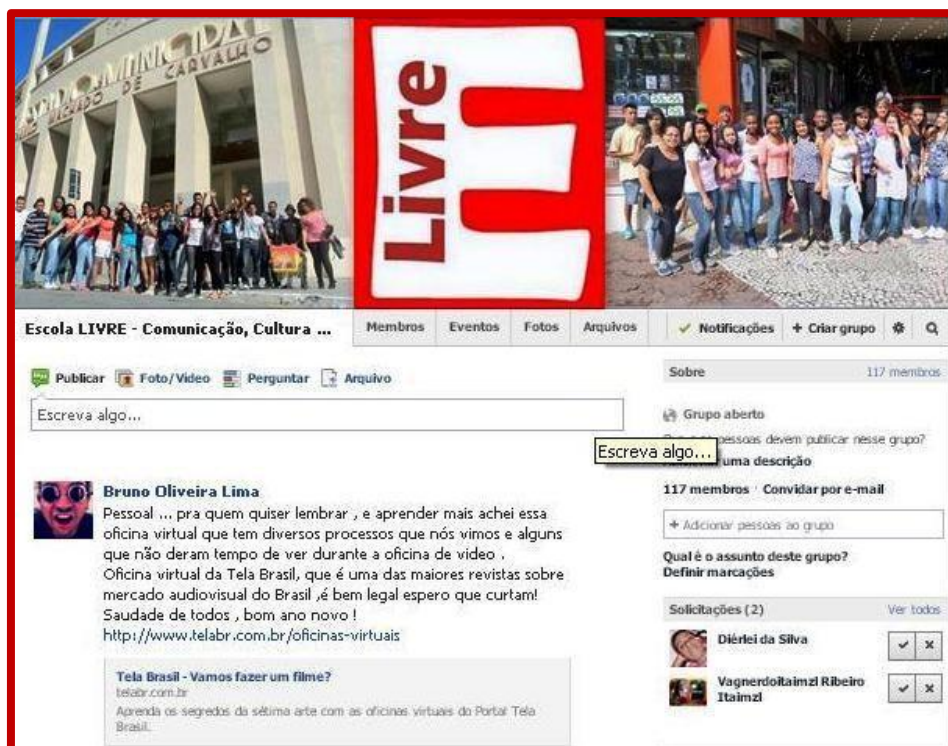 MUNICIPAL
MACHADO DE CARVALHO
Livre
Escola LIVRE - Comunicação, Cultura ...
Membros
Eventos
Fotos
Arquivos
Notificações
+ Criar grupo
Publicar
Foto/Vídeo
Perguntar
Arquivo
Escreva algo...
Escreva algo...
Bruno Oliveira Lima
Pessoal ... pra quem quiser lembrar , e aprender mais achei essa
oficina virtual que tem diversos processos que nós vimos e alguns
que não deram tempo de ver durante a oficina de video .
Oficina virtual da Tela Brasil, que é uma das maiores revistas sobre
mercado audiovisual do Brasil ,é bem legal espero que curtam!
Saudade de todos , bom ano novo !
http://www.telabr.com.br/oficinas-virtuais
Tela Brasil - Vamos fazer um filme?
telabr.com.br
Aprenda os segredos da sétima arte com as oficinas virtuais do Portal Tela
Brasil.
Sobre
117 membros
Grupo aberto
pessoas devem publicar nesse grupo?
uma descrição
117 membros · Convidar por e-mail
+ Adicionar pessoas ao grupo
Qual é o assunto deste grupo?
Definir marcações
Solicitações (2)
Ver todos
Diérlei da Silva
Vagnerdoitaimzl Ribeiro
Itaimzl